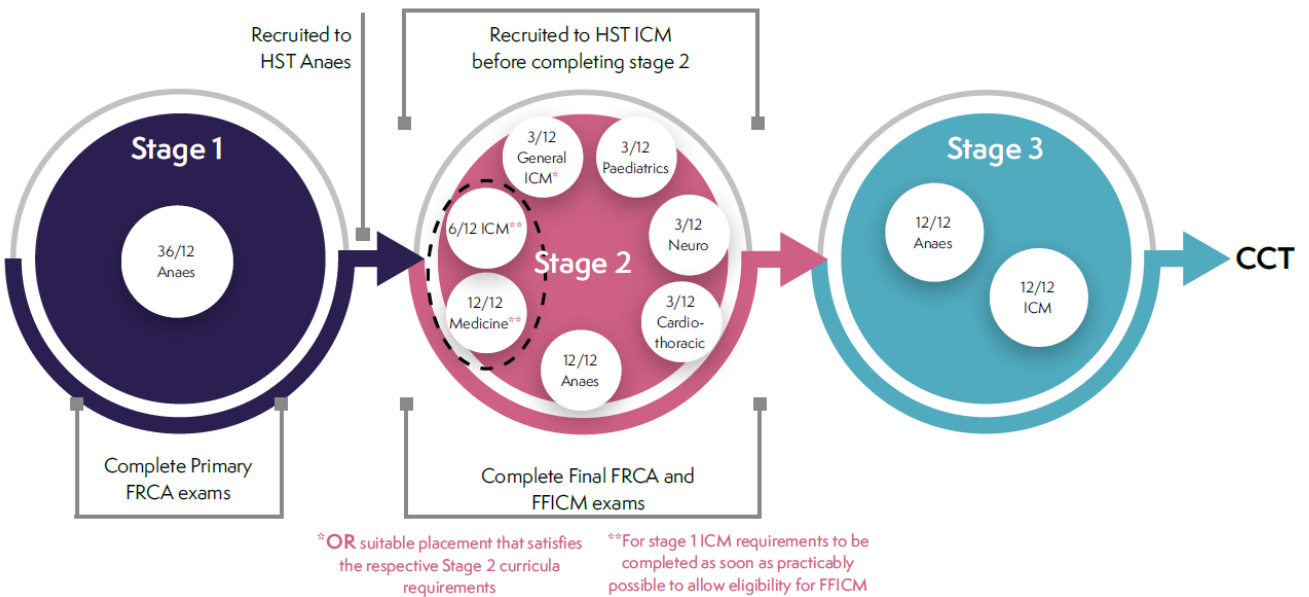 Recruited to
HST Anaes
Recruited to HST ICM
before completing stage 2
Stage 1
36/12
Anaes
3/12
General
ICM*
3/12
Paediatrics
6/12 ICM**
3/12
Neuro
Stage 2
12/12
Medicine**
3/12
Cardio-
thoracic
12/12
Anaes
Stage 3
12/12
Anaes
12/12
ICM
CCT
Complete Primary
FRCA exams
Complete Final FRCA and
FFICM exams
*OR suitable placement that satisfies
the respective Stage 2 curricula
requirements
**For stage 1 ICM requirements to be
completed as soon as practicably
possible to allow eligibility for FFICM